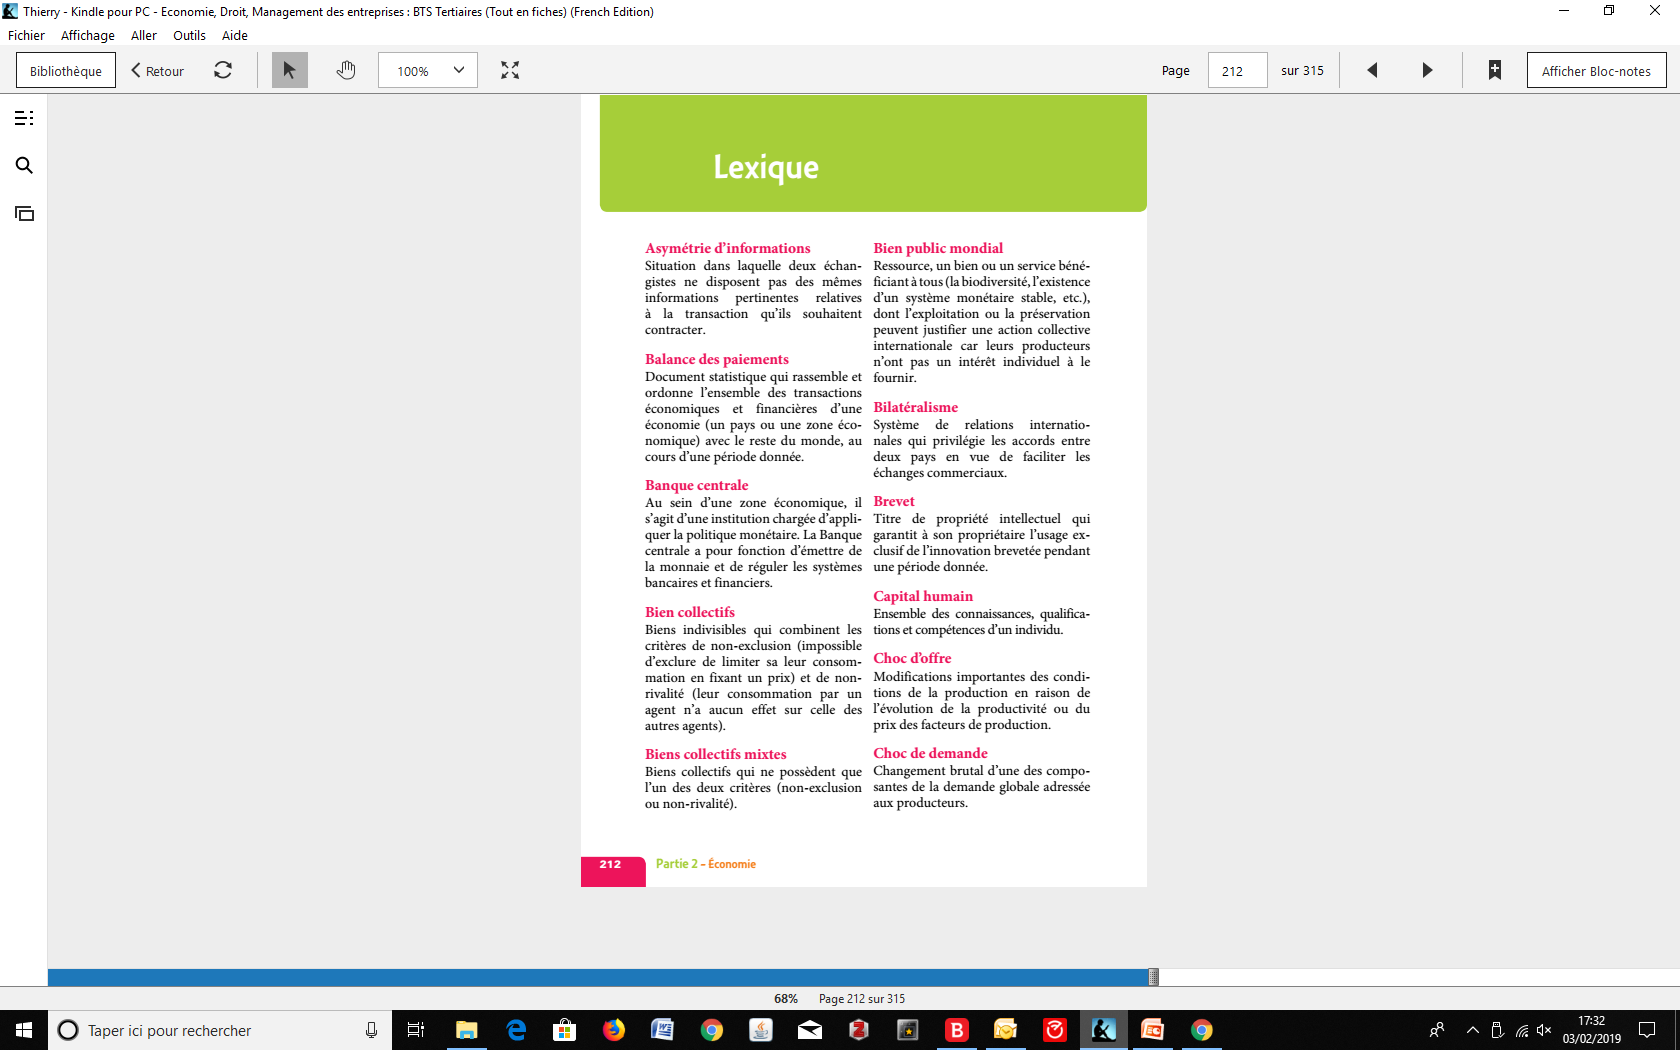 Thierry - Kindle pour PC - Economie, Droit, Management des entreprises : BTS Tertiaires (Tout en fiches) (French Edition)
Fichier Affichage Aller Outils Aide
Bibliothèque Retour 100% Page 212 sur 315 Afficher Bloc-notes
Lexique
Asymétrie d’informations
Situation dans laquelle deux échan-
gistes ne disposent pas des mêmes
informations pertinentes relatives
à la transaction qu’ils souhaitent
contracter.
Balance des paiements
Document statistique qui rassemble et
ordonne l’ensemble des transactions
économiques et financières d’une
économie (un pays ou une zone éco-
nomique) avec le reste du monde, au
cours d’une période donnée.
Banque centrale
Au sein d’une zone économique, il
s’agit d’une institution chargée d’appli-
quer la politique monétaire. La Banque
centrale a pour fonction d’émettre de
la monnaie et de réguler les systèmes
bancaires et financiers.
Bien collectifs
Biens indivisibles qui combinent les
critères de non-exclusion (impossible
d’exclure de limiter sa leur consom-
mation en fixant un prix) et de non-
rivalité (leur consommation par un
agent n’a aucun effet sur celle des
autres agents).
Biens collectifs mixtes
Biens collectifs qui ne possèdent que
l’un des deux critères (non-exclusion
ou non-rivalité).
Bien public mondial
Ressource, un bien ou un service béné-
ficiant à tous (la biodiversité, l’existence
d’un système monétaire stable, etc.),
dont l’exploitation ou la préservation
peuvent justifier une action collective
internationale car leurs producteurs
n’ont pas un intérêt individuel à le
fournir.
Bilatéralisme
Système de relations internatio-
nales qui privilégie les accords entre
deux pays en vue de faciliter les
échanges commerciaux.
Brevet
Titre de propriété intellectuel qui
garantit à son propriétaire l’usage ex-
clusif de l’innovation brevetée pendant
une période donnée.
Capital humain
Ensemble des connaissances, qualifica-
tions et compétences d’un individu.
Choc d’offre
Modifications importantes des condi-
tions de la production en raison de
l’évolution de la productivité ou du
prix des facteurs de production.
Choc de demande
Changement brutal d’une des compo-
santes de la demande globale adressée
aux producteurs.
212 Partie 2 – Économie
68% Page 212 sur 315
Taper ici pour rechercher
17:32
03/02/2019